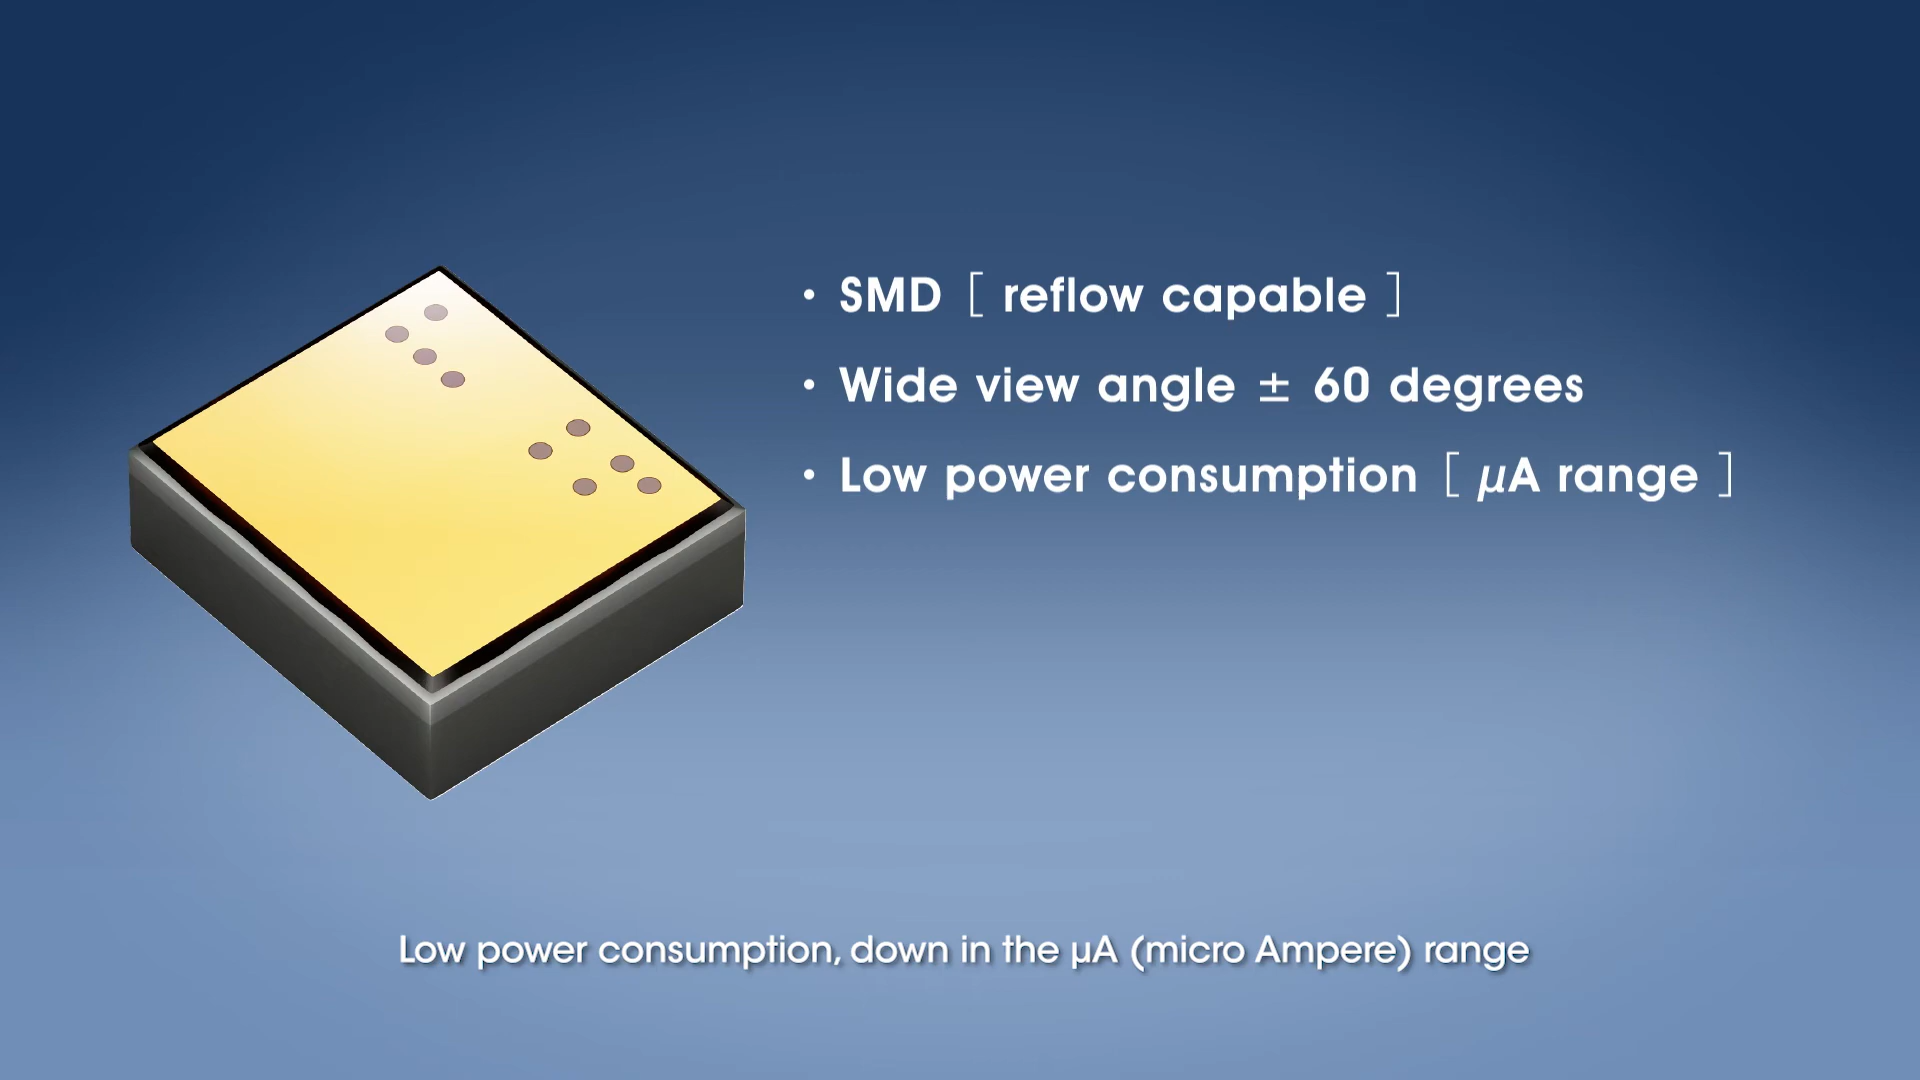 • SMD [ reflow capable ]
• Wide view angle ± 60 degrees
• Low power consumption [ μA range ]
Low power consumption, down in the µA (micro Ampere) range